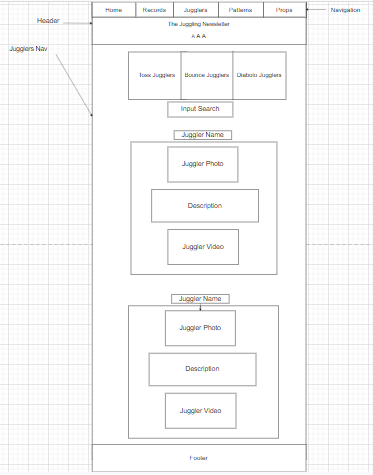 Home Records Jugglers Patterns Props Navigation
Header
The Juggling Newsletter
A A A
Jugglers Nav
Toss Jugglers Bounce Jugglers Diabolo Jugglers
Input Search
Juggler Name
Juggler Photo
Description
Juggler Video
Juggler Name
Juggler Photo
Description
Juggler Video
Footer